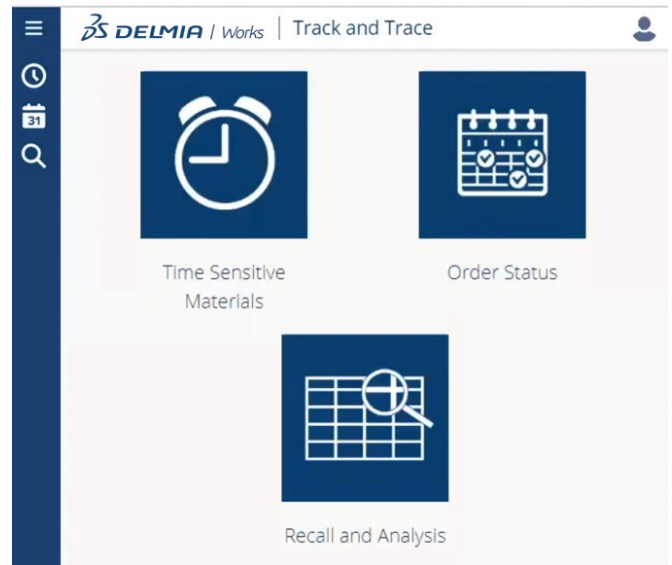 DELMIA | Works | Track and Trace
31
Time Sensitive
Materials
Order Status
Recall and Analysis